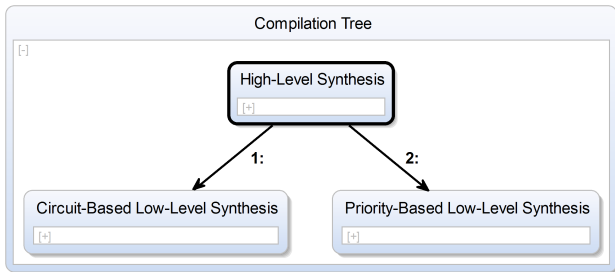 Compilation Tree
[-]
High-Level Synthesis
[+]
1:
2:
Circuit-Based Low-Level Synthesis
[+]
Priority-Based Low-Level Synthesis
[+]